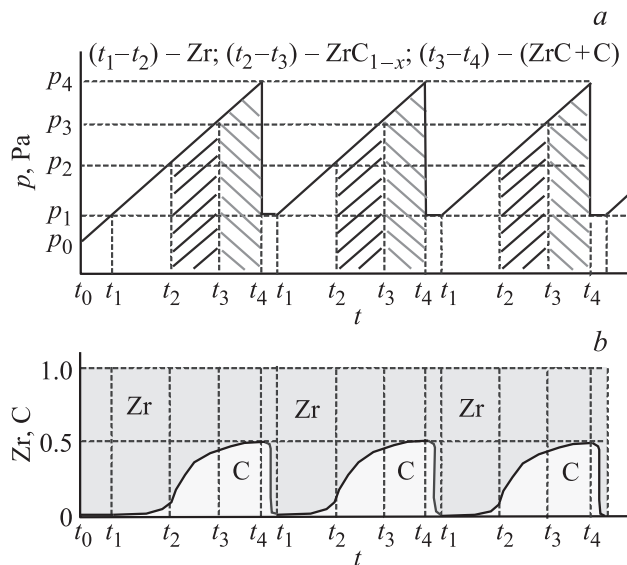 a
(t₁–t₂) – Zr; (t₂–t₃) – ZrC₁₋ₓ; (t₃–t₄) – (ZrC + C)
p₄
p₃
p₂
p₁
p₀
p, Pa
t₀ t₁ t₂ t₃ t₄ t₁ t₂ t₃ t₄ t₁ t₂ t₃ t₄
t
b
1.0
Zr Zr Zr
0.5
C C C
0
Zr, C
t₀ t₁ t₂ t₃ t₄ t₁ t₂ t₃ t₄ t₁ t₂ t₃ t₄
t